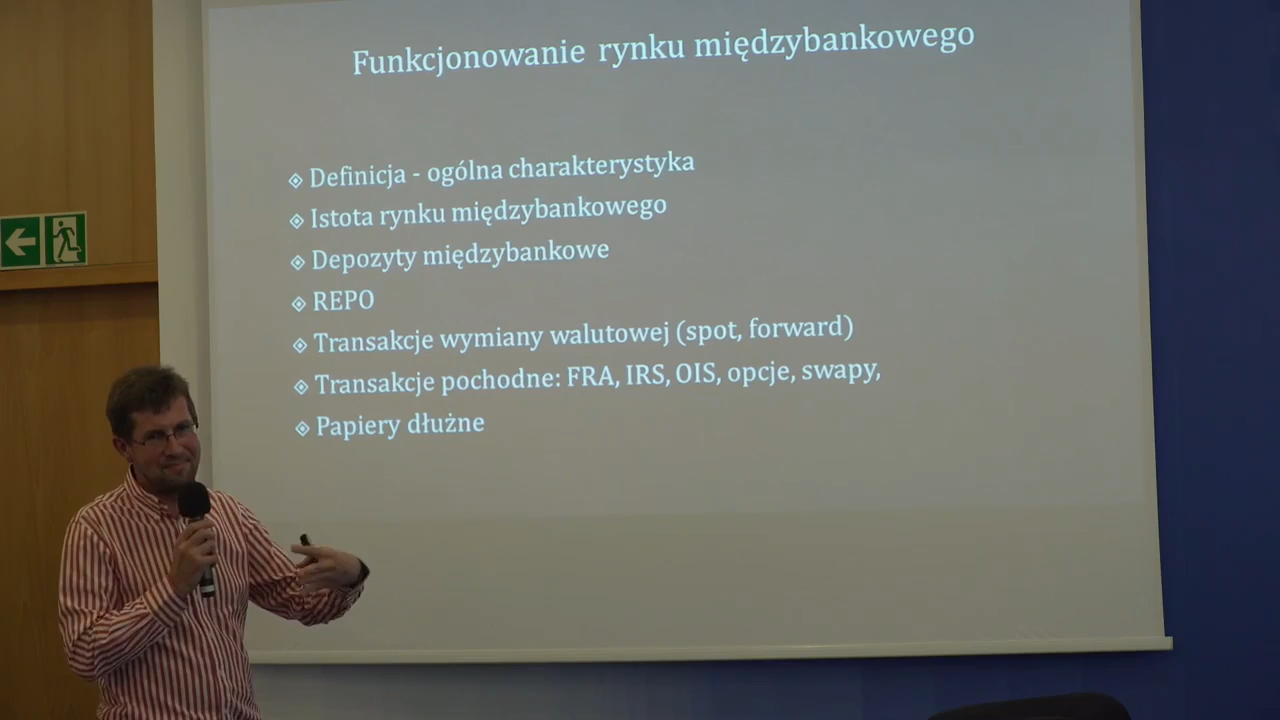 Funkcjonowanie rynku międzybankowego
Definicja - ogólna charakterystyka
Istota rynku międzybankowego
Depozyty międzybankowe
REPO
Transakcje wymiany walutowej (spot, forward)
Transakcje pochodne: FRA, IRS, OIS, opcje, swapy,
Papiery dłużne